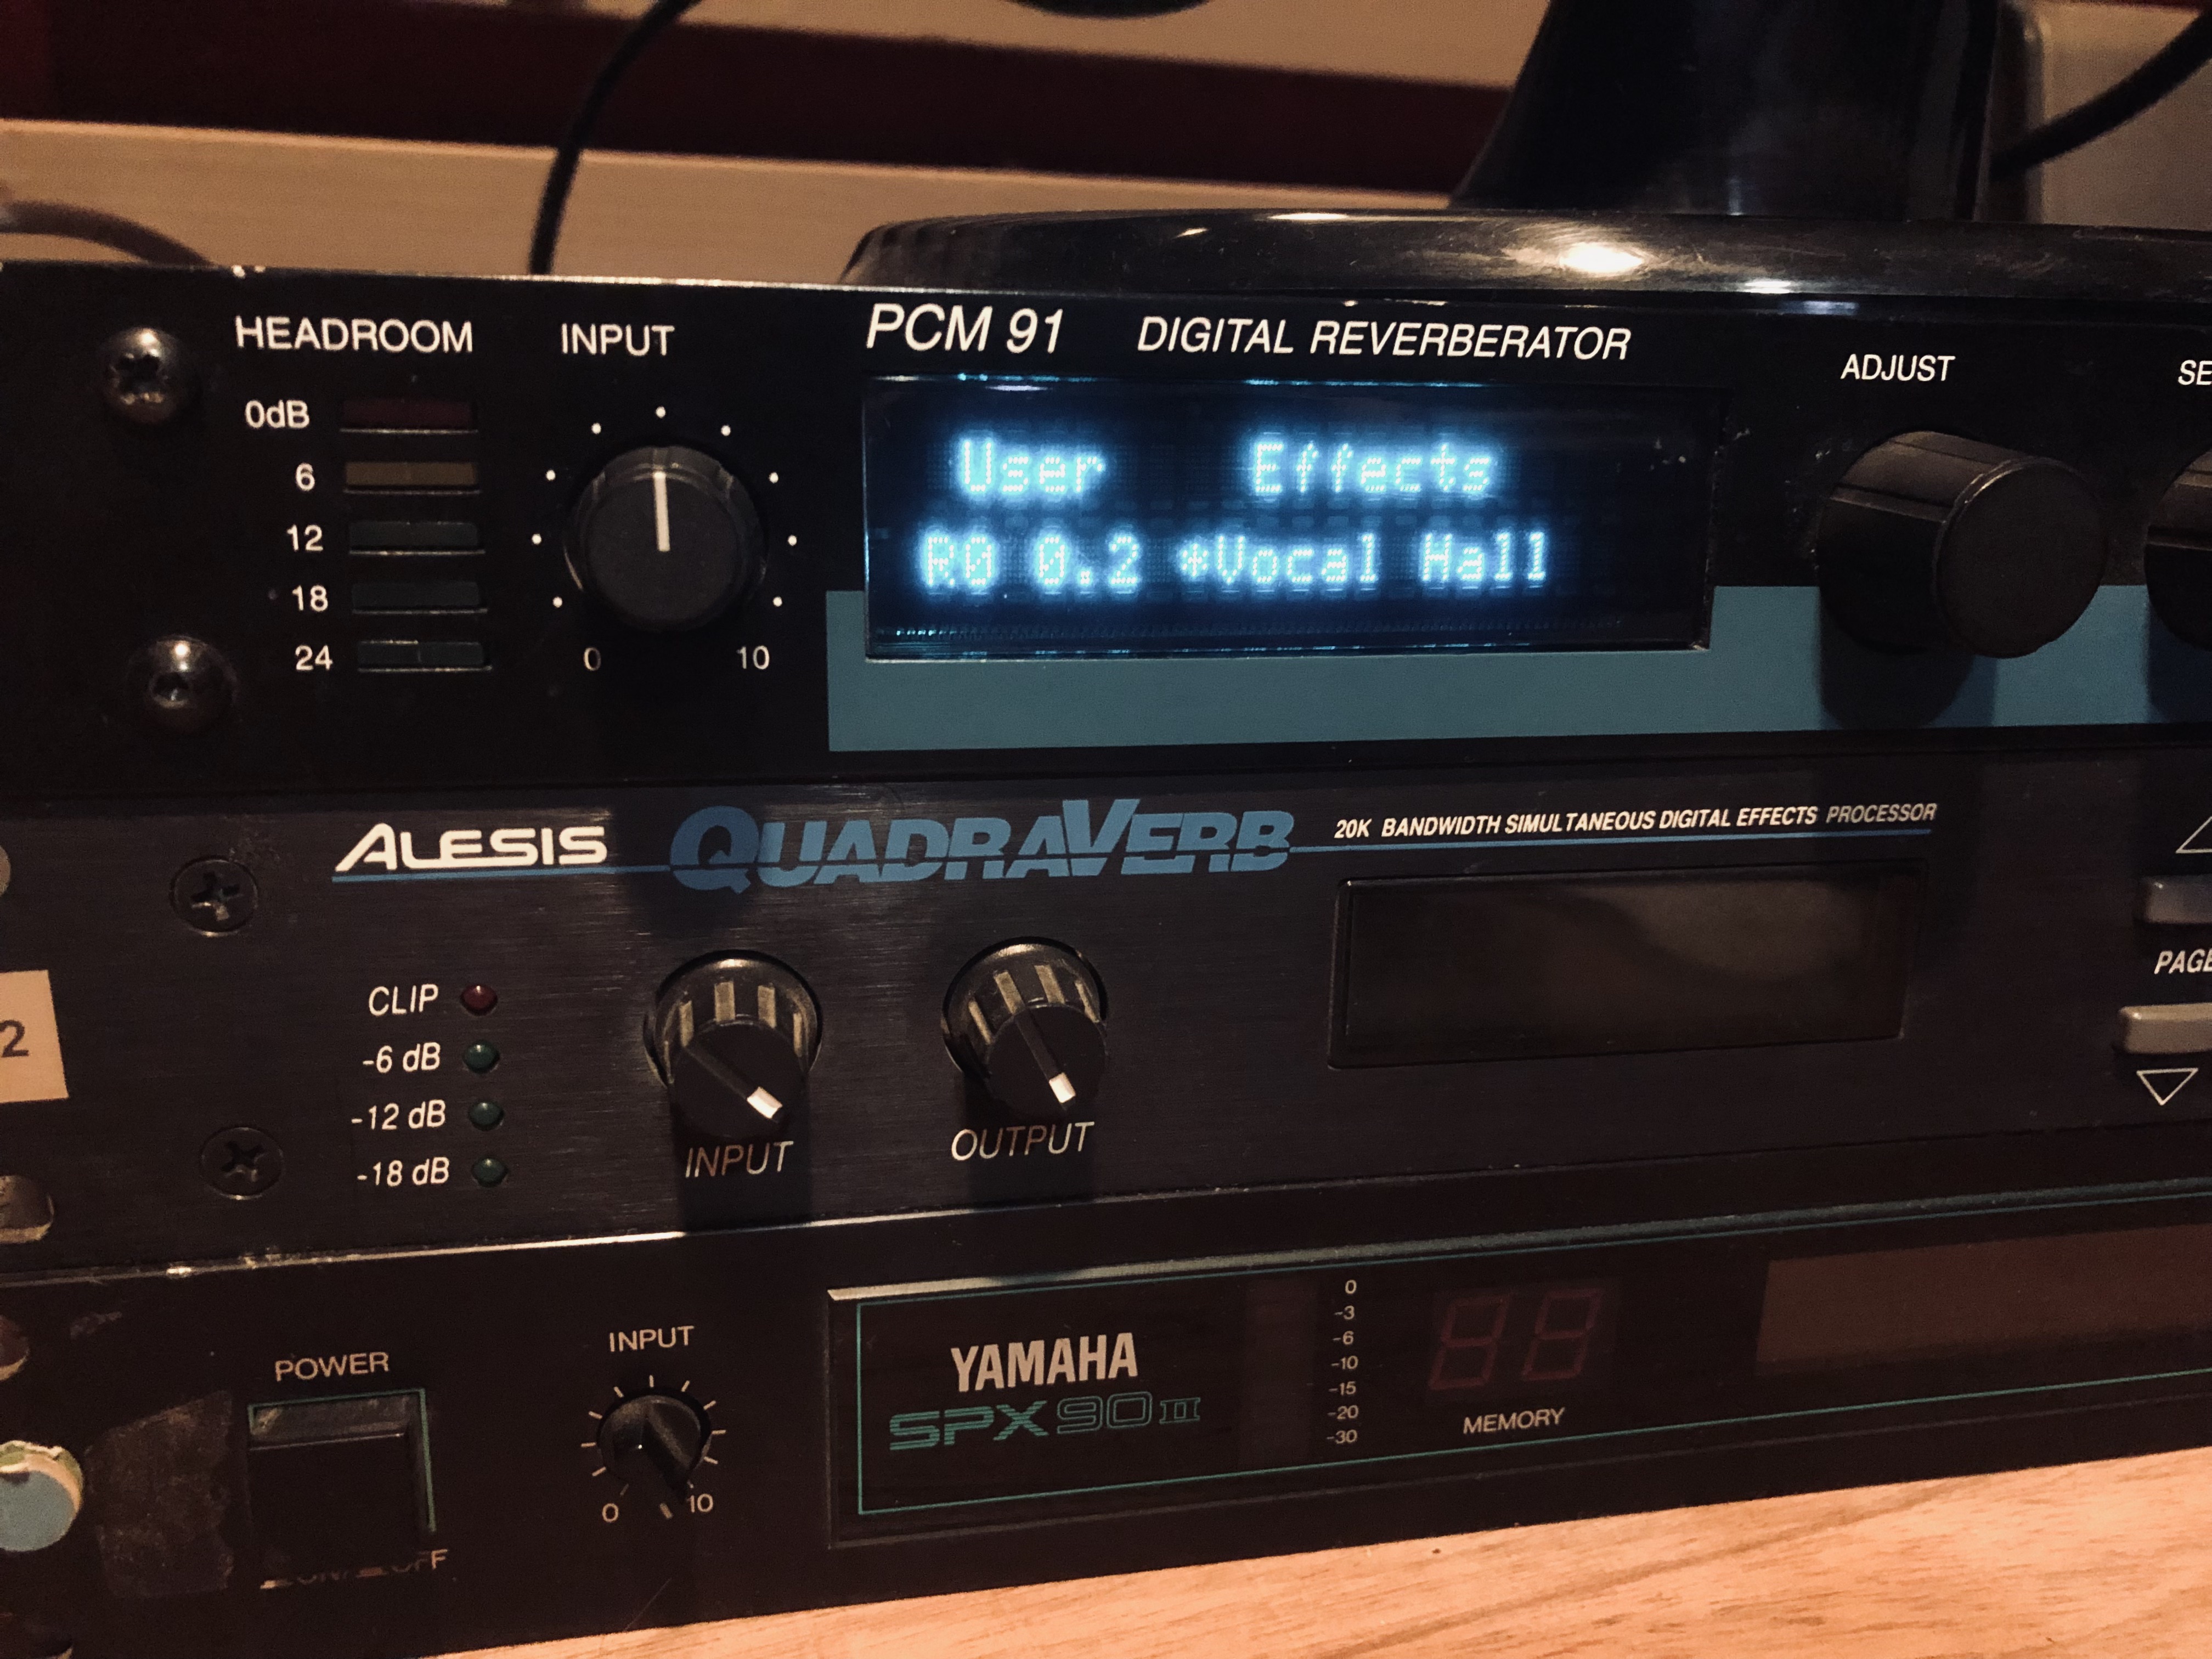 HEADROOM
INPUT
PCM 91
DIGITAL REVERBERATOR
ADJUST
0dB
6
12
18
24
0
10
User Effects
R0 0.2 *Vocal Hall
ALESIS
QUADRAVERB
20K BANDWIDTH SIMULTANEOUS DIGITAL EFFECTS PROCESSOR
CLIP
-6 dB
-12 dB
-18 dB
INPUT
OUTPUT
PAGE
2
POWER
INPUT
0
10
YAMAHA
SPX90II
0
-3
-6
-10
-15
-20
-30
MEMORY